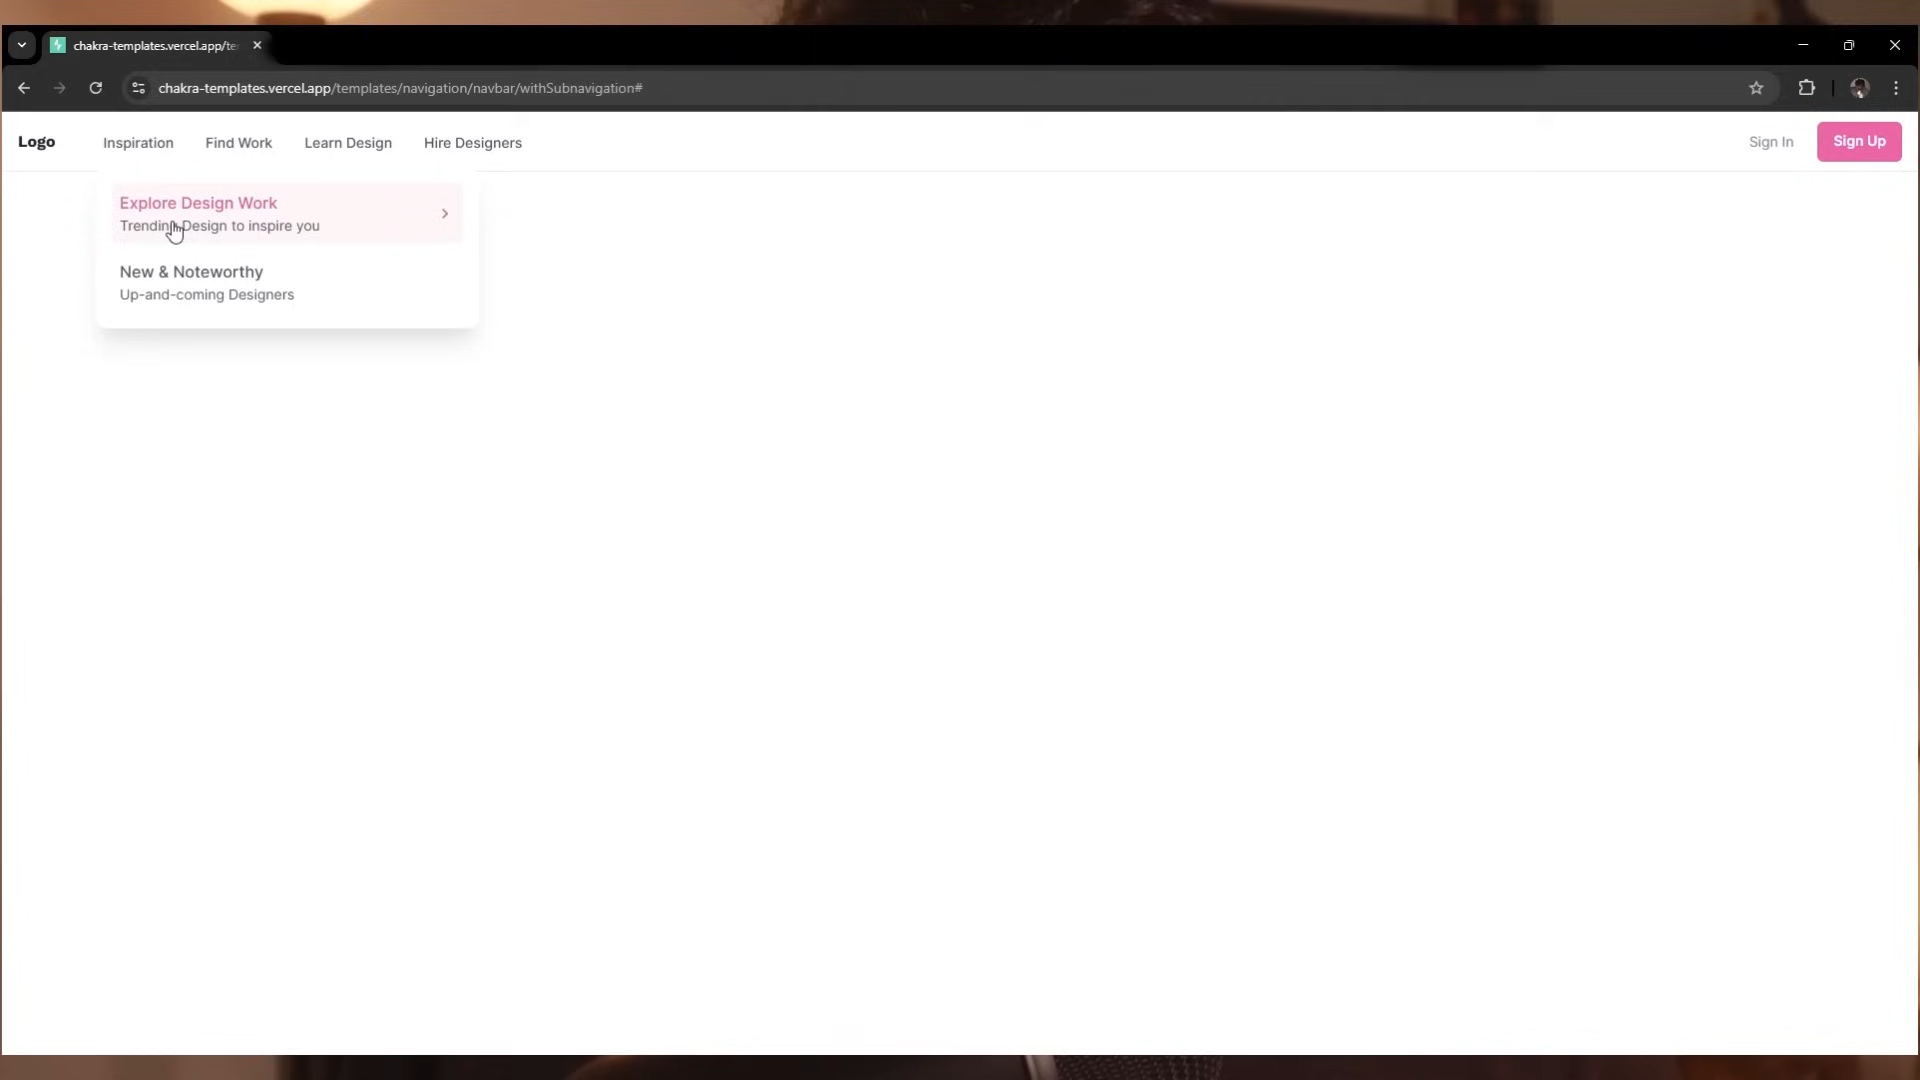 chakra-templates.vercel.app/te
chakra-templates.vercel.app/templates/navigation/navbar/withSubnavigation#
Logo
Inspiration
Find Work
Learn Design
Hire Designers
Sign In
Sign Up
Explore Design Work
Trending Design to inspire you
New & Noteworthy
Up-and-coming Designers